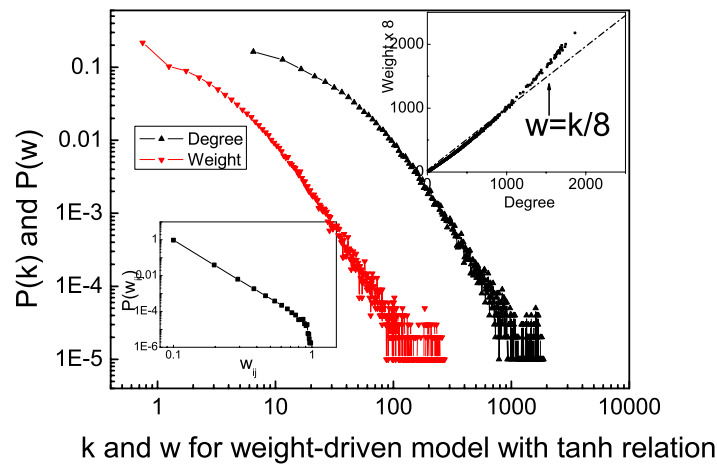 P(k) and P(w)
0.1
0.01
1E-3
1E-4
1E-5
1
10
100
1000
10000
k and w for weight-driven model with tanh relation
Degree
Weight
Weight x 8
2000
1000
0
0
1000
2000
Degree
w=k/8
P(w_ij)
1
0.01
1E-4
1E-6
0.1
1
w_ij